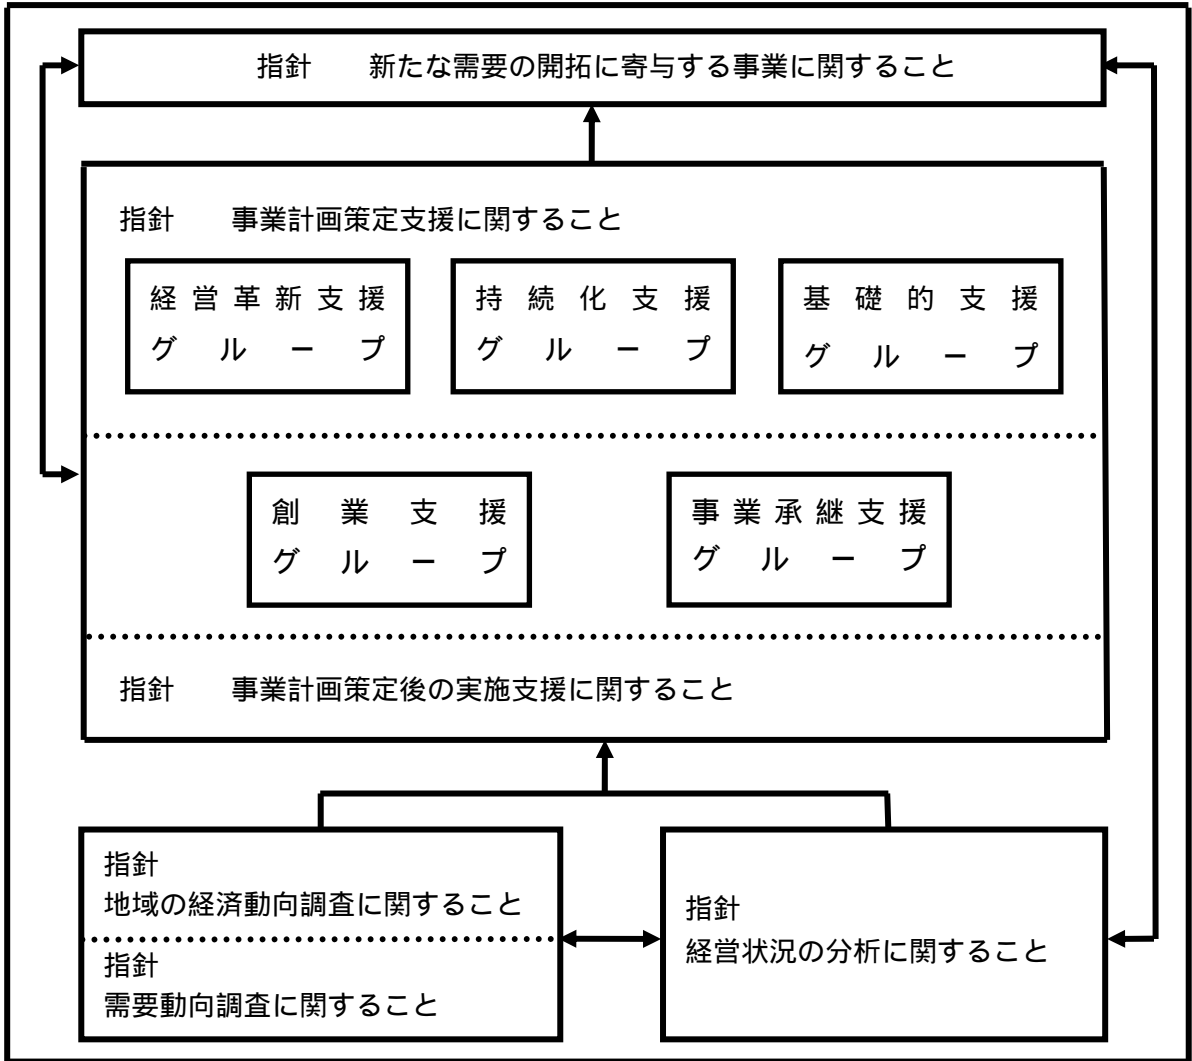 指針　　新たな需要の開拓に寄与する事業に関すること
指針　　事業計画策定支援に関すること
経営革新支援
グループ
持続化支援
グループ
基礎的支援
グループ
創業支援
グループ
事業承継支援
グループ
指針　　事業計画策定後の実施支援に関すること
指針
地域の経済動向調査に関すること
指針
需要動向調査に関すること
指針
経営状況の分析に関すること